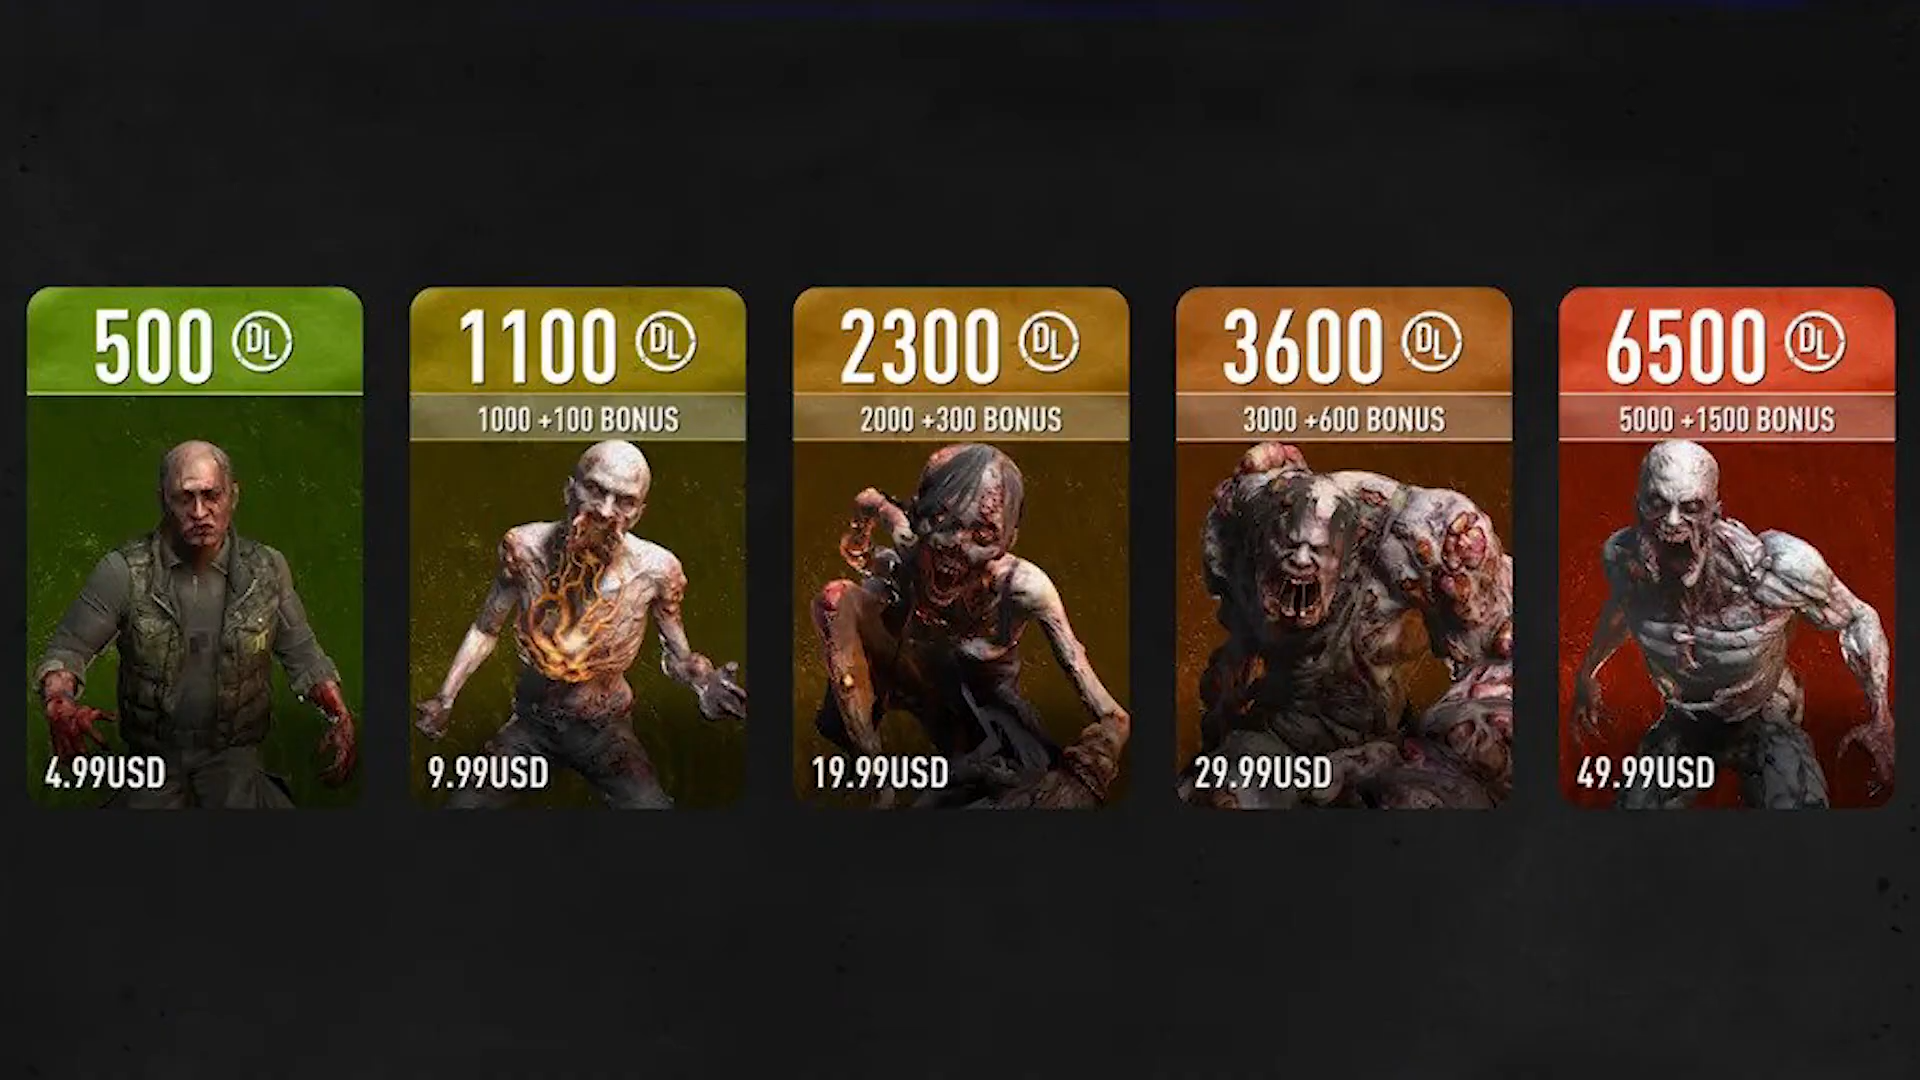 500 DL
4.99USD
1100 DL
1000 +100 BONUS
9.99USD
2300 DL
2000 +300 BONUS
19.99USD
3600 DL
3000 +600 BONUS
29.99USD
6500 DL
5000 +1500 BONUS
49.99USD